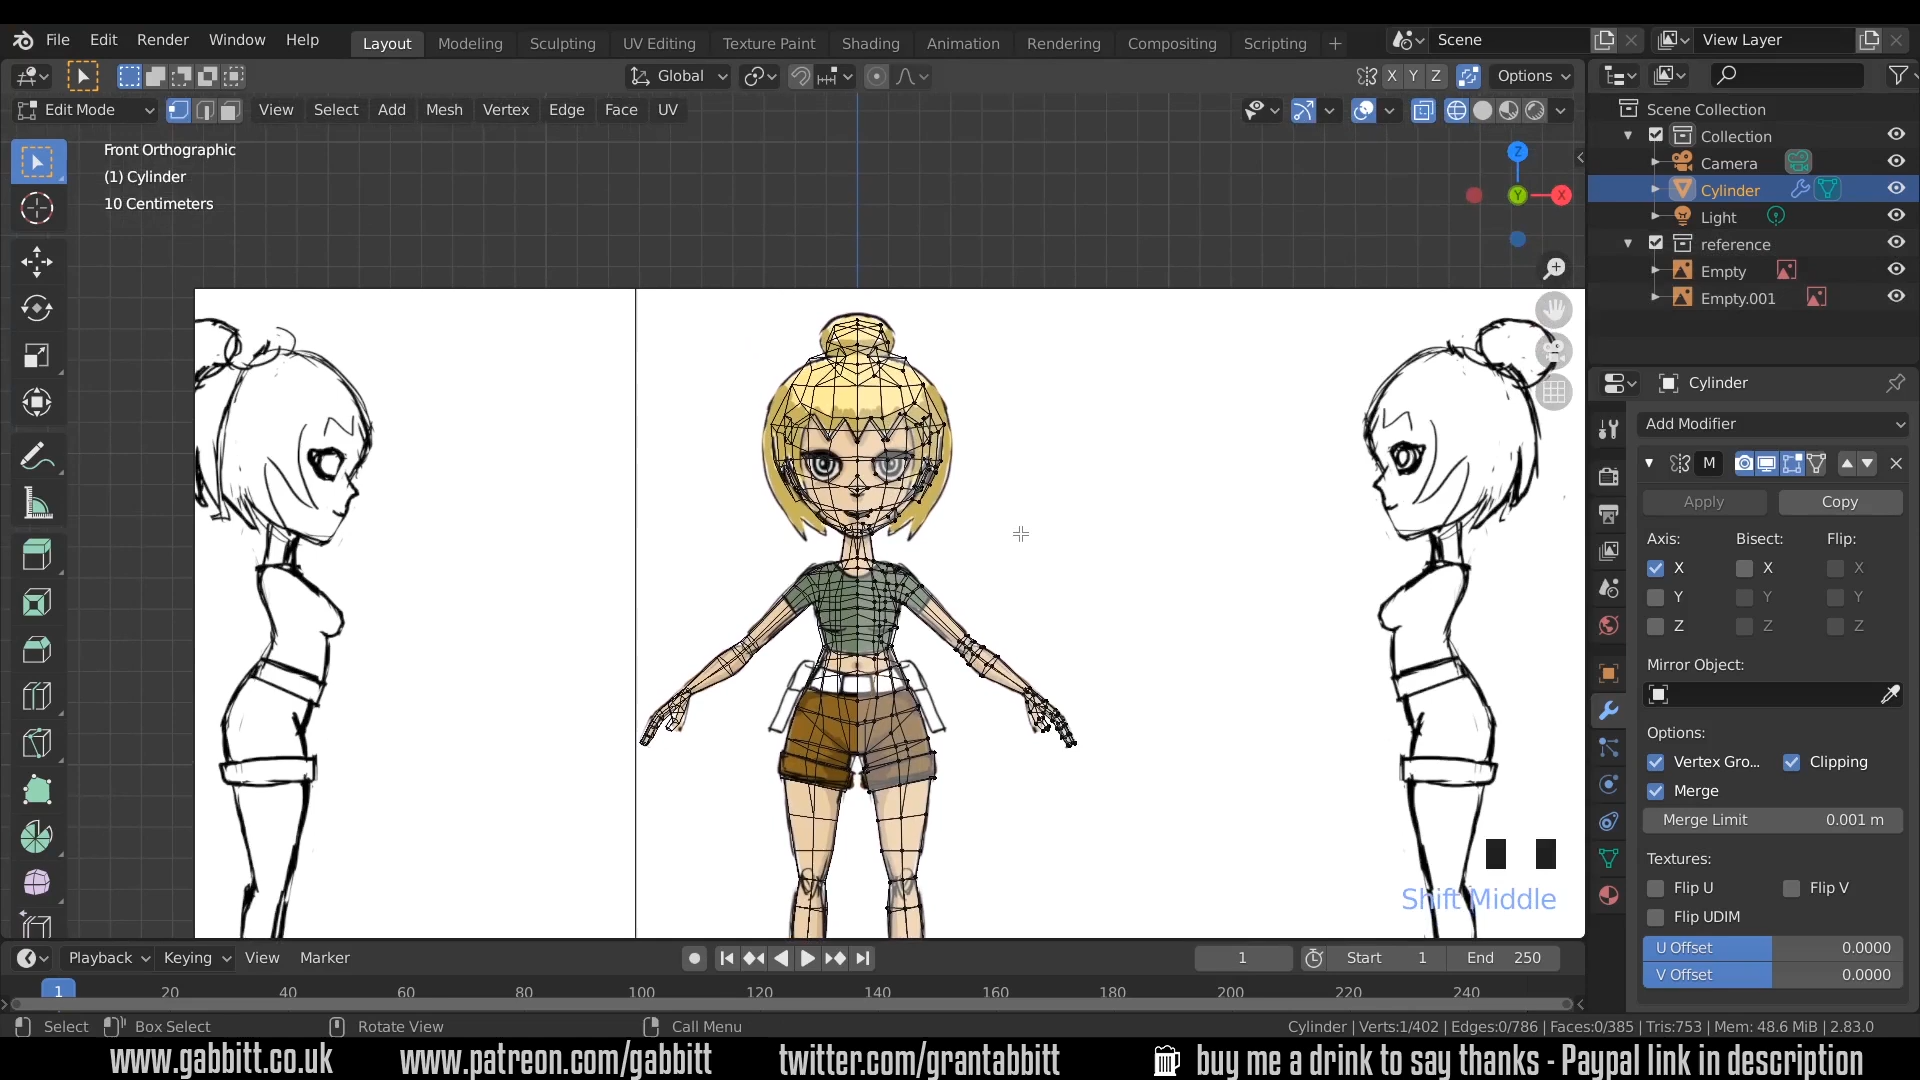 File Edit Render Window Help Layout Modeling Sculpting UV Editing Texture Paint Shading Animation Rendering Compositing Scripting + Scene View Layer
Global X Y Z Options
Edit Mode View Select Add Mesh Vertex Edge Face UV
Front Orthographic
(1) Cylinder
10 Centimeters
Z
Y
X
Scene Collection
Collection
Camera
Cylinder
Light
reference
Empty
Empty.001
Cylinder
Add Modifier
M
Apply Copy
Axis: Bisect: Flip:
X X X
Y Y Y
Z Z Z
Mirror Object:
Options:
Vertex Gro... Clipping
Merge
Merge Limit 0.001 m
Textures:
Flip U Flip V
Flip UDIM
U Offset 0.0000
V Offset 0.0000
Shift Middle
Playback Keying View Marker 1 Start 1 End 250
1 20 40 60 80 100 120 140 160 180 200 220 240
Select Box Select Rotate View Call Menu Cylinder | Verts:1/402 | Edges:0/786 | Faces:0/385 | Tris:753 | Mem: 48.6 MiB | 2.83.0
www.gabbitt.co.uk www.patreon.com/gabbitt twitter.com/grantabbitt buy me a drink to say thanks - Paypal link in description